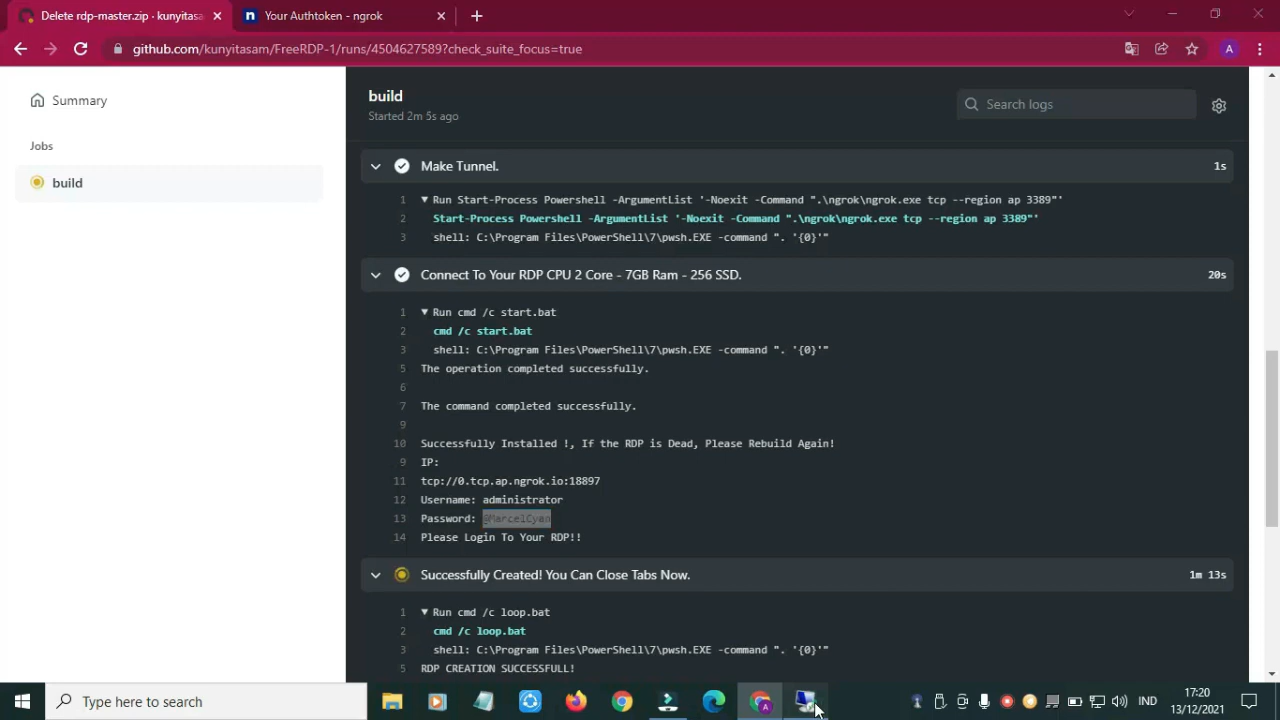 Delete rdp-master.zip · kunyitasa
Your Authtoken - ngrok
github.com/kunyitasam/FreeRDP-1/runs/4504627589?check_suite_focus=true
A
Summary
Jobs
build
build
Started 2m 5s ago
Search logs
Make Tunnel.
1s
1 ▼ Run Start-Process Powershell -ArgumentList '-Noexit -Command ".\ngrok\ngrok.exe tcp --region ap 3389"'
2 Start-Process Powershell -ArgumentList '-Noexit -Command ".\ngrok\ngrok.exe tcp --region ap 3389"'
3 shell: C:\Program Files\PowerShell\7\pwsh.EXE -command ". '{0}'"
Connect To Your RDP CPU 2 Core - 7GB Ram - 256 SSD.
20s
1 ▼ Run cmd /c start.bat
2 cmd /c start.bat
3 shell: C:\Program Files\PowerShell\7\pwsh.EXE -command ". '{0}'"
5 The operation completed successfully.
6
7 The command completed successfully.
9
10 Successfully Installed !, If the RDP is Dead, Please Rebuild Again!
9 IP:
11 tcp://0.tcp.ap.ngrok.io:18897
12 Username: administrator
13 Password: @MarcelCyan
14 Please Login To Your RDP!!
Successfully Created! You Can Close Tabs Now.
1m 13s
1 ▼ Run cmd /c loop.bat
2 cmd /c loop.bat
3 shell: C:\Program Files\PowerShell\7\pwsh.EXE -command ". '{0}'"
5 RDP CREATION SUCCESSFULL!
Type here to search
IND
17:20
13/12/2021